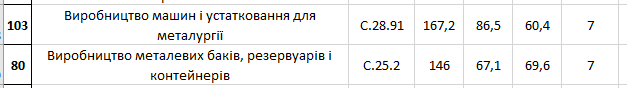 103 Виробництво машин і устатковання для металургії С.28.91 167,2 86,5 60,4 7
80 Виробництво металевих баків, резервуарів і контейнерів С.25.2 146 67,1 69,6 7